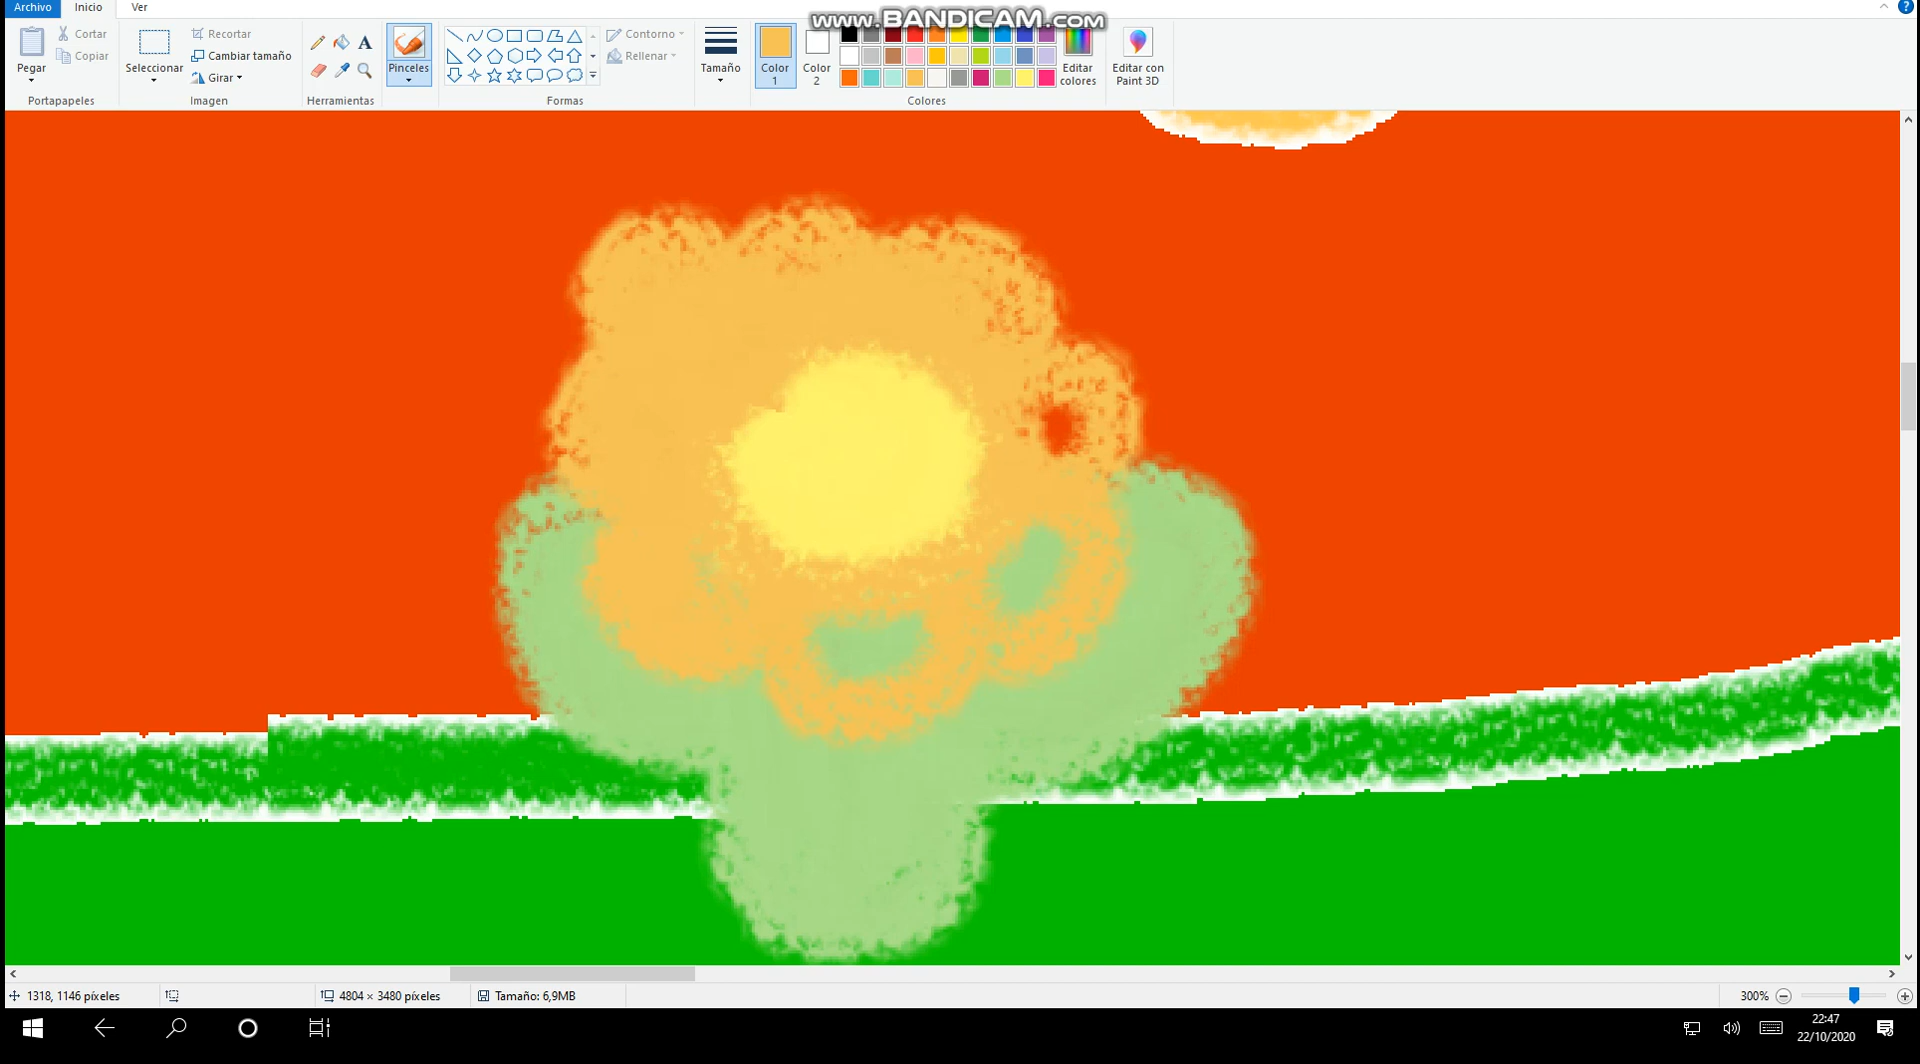 Archivo Inicio Ver
www.BANDICAM.com
Pegar
Cortar
Copiar
Portapapeles
Seleccionar
Recortar
Cambiar tamaño
Girar
Imagen
A
Herramientas
Pinceles
Contorno
Rellenar
Formas
Tamaño
Color 1
Color 2
Editar colores
Colores
Editar con Paint 3D
?
1318, 1146 píxeles
4804 × 3480 píxeles
Tamaño: 6,9MB
300%
22:47
22/10/2020